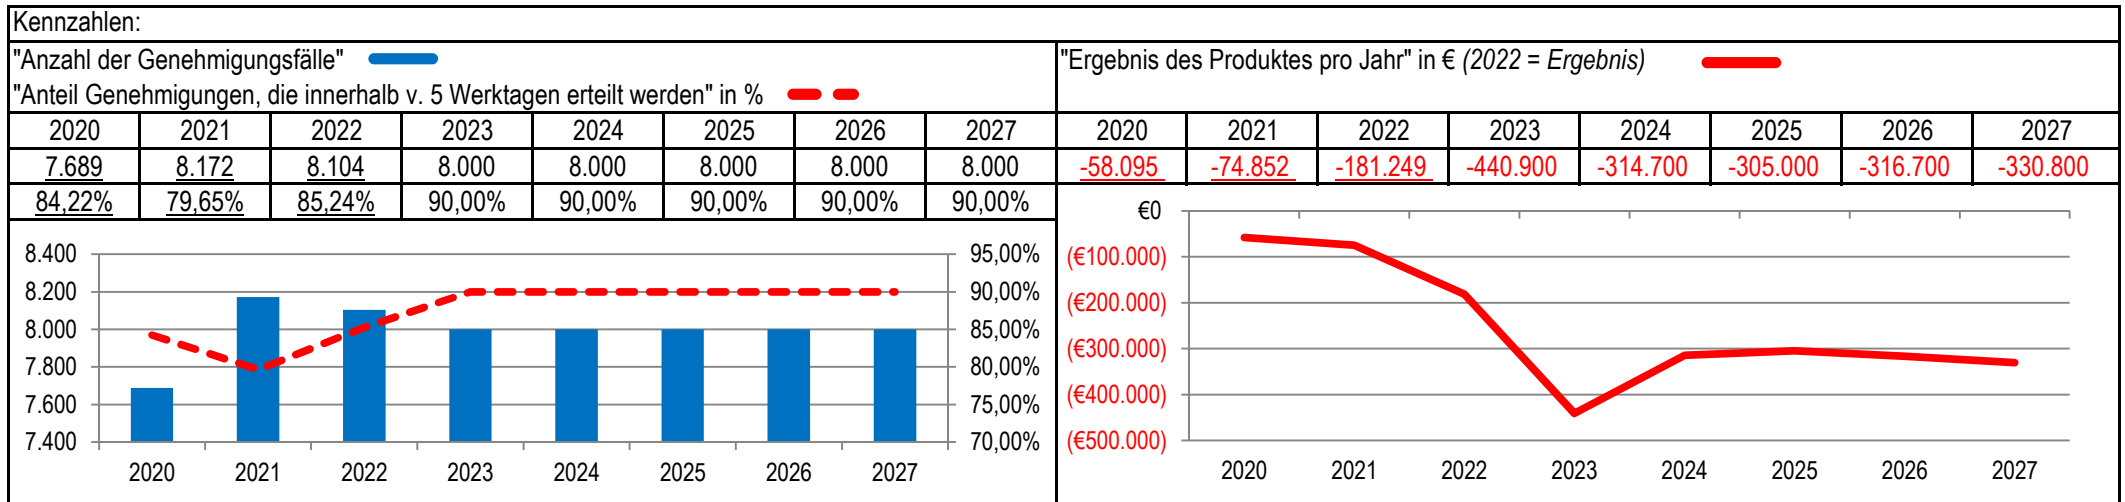 Kennzahlen:
"Anzahl der Genehmigungsfälle"
"Anteil Genehmigungen, die innerhalb v. 5 Werktagen erteilt werden" in %
2020 2021 2022 2023 2024 2025 2026 2027
7.689 8.172 8.104 8.000 8.000 8.000 8.000 8.000
84,22% 79,65% 85,24% 90,00% 90,00% 90,00% 90,00% 90,00%
8.400 95,00%
8.200 90,00%
8.000 85,00%
7.800 80,00%
7.600 75,00%
7.400 70,00%
2020 2021 2022 2023 2024 2025 2026 2027
"Ergebnis des Produktes pro Jahr" in € (2022 = Ergebnis)
2020 2021 2022 2023 2024 2025 2026 2027
-58.095 -74.852 -181.249 -440.900 -314.700 -305.000 -316.700 -330.800
€0
(€100.000)
(€200.000)
(€300.000)
(€400.000)
(€500.000)
2020 2021 2022 2023 2024 2025 2026 2027